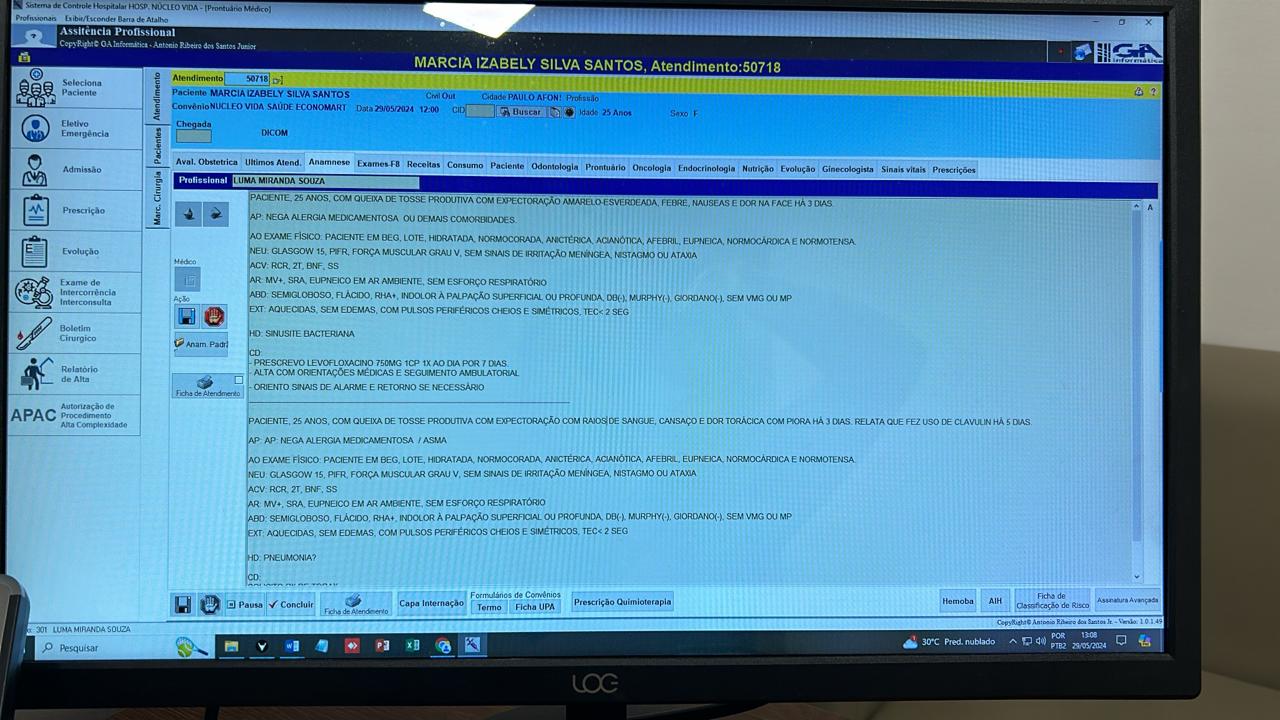 Sistema de Controle Hospitalar HOSP. NÚCLEO VIDA - [Prontuário Médico]
Profissionais Exibir/Esconder Barra de Atalho
Assitência Profissional
CopyRight© GA Informática - Antonio Ribeiro dos Santos Junior
GA
informática
MARCIA IZABELY SILVA SANTOS, Atendimento:50718
Seleciona
Paciente
Eletivo
Emergência
Admissão
Prescrição
Evolução
Exame de
Intercorrência
Interconsulta
Boletim
Cirurgico
Relatório
de Alta
APAC
Autorização de
Procedimento
Alta Complexidade
Atendimento
Pacientes
Marc. Cirurgia
Atendimento 50718
Paciente MARCIA IZABELY SILVA SANTOS Civil Out Cidade PAULO AFON! Profissão
Convênio NUCLEO VIDA SAÚDE ECONOMART Data 29/05/2024 12:00 CID Buscar Idade 25 Anos Sexo F
Chegada
DICOM
Aval. Obstetrica Ultimos Atend. Anamnese Exames-F8 Receitas Consumo Paciente Odontologia Prontuário Oncologia Endocrinologia Nutrição Evolução Ginecologista Sinais vitais Prescrições
Profissional LUMA MIRANDA SOUZA
Médico
Ação
Anam. Padr
Ficha de Atendimento
A
PACIENTE, 25 ANOS, COM QUEIXA DE TOSSE PRODUTIVA COM EXPECTORAÇÃO AMARELO-ESVERDEADA, FEBRE, NAUSEAS E DOR NA FACE HÁ 3 DIAS.
AP: NEGA ALERGIA MEDICAMENTOSA OU DEMAIS COMORBIDADES.
AO EXAME FÍSICO: PACIENTE EM BEG, LOTE, HIDRATADA, NORMOCORADA, ANICTÉRICA, ACIANÓTICA, AFEBRIL, EUPNEICA, NORMOCÁRDICA E NORMOTENSA.
NEU: GLASGOW 15, PIFR, FORÇA MUSCULAR GRAU V, SEM SINAIS DE IRRITAÇÃO MENÍNGEA, NISTAGMO OU ATAXIA
ACV: RCR, 2T, BNF, SS
AR: MV+, SRA, EUPNEICO EM AR AMBIENTE, SEM ESFORÇO RESPIRATÓRIO
ABD: SEMIGLOBOSO, FLÁCIDO, RHA+, INDOLOR À PALPAÇÃO SUPERFICIAL OU PROFUNDA, DB(-), MURPHY(-), GIORDANO(-), SEM VMG OU MP
EXT: AQUECIDAS, SEM EDEMAS, COM PULSOS PERIFÉRICOS CHEIOS E SIMÉTRICOS, TEC< 2 SEG
HD: SINUSITE BACTERIANA
CD:
- PRESCREVO LEVOFLOXACINO 750MG 1CP 1X AO DIA POR 7 DIAS.
- ALTA COM ORIENTAÇÕES MÉDICAS E SEGUIMENTO AMBULATORIAL
- ORIENTO SINAIS DE ALARME E RETORNO SE NECESSÁRIO
PACIENTE, 25 ANOS, COM QUEIXA DE TOSSE PRODUTIVA COM EXPECTORAÇÃO COM RAIOS DE SANGUE, CANSAÇO E DOR TORÁCICA COM PIORA HÁ 3 DIAS. RELATA QUE FEZ USO DE CLAVULIN HÁ 5 DIAS.
AP: AP: NEGA ALERGIA MEDICAMENTOSA / ASMA
AO EXAME FÍSICO: PACIENTE EM BEG, LOTE, HIDRATADA, NORMOCORADA, ANICTÉRICA, ACIANÓTICA, AFEBRIL, EUPNEICA, NORMOCÁRDICA E NORMOTENSA.
NEU: GLASGOW 15, PIFR, FORÇA MUSCULAR GRAU V, SEM SINAIS DE IRRITAÇÃO MENÍNGEA, NISTAGMO OU ATAXIA
ACV: RCR, 2T, BNF, SS
AR: MV+, SRA, EUPNEICO EM AR AMBIENTE, SEM ESFORÇO RESPIRATÓRIO
ABD: SEMIGLOBOSO, FLÁCIDO, RHA+, INDOLOR À PALPAÇÃO SUPERFICIAL OU PROFUNDA, DB(-), MURPHY(-), GIORDANO(-), SEM VMG OU MP
EXT: AQUECIDAS, SEM EDEMAS, COM PULSOS PERIFÉRICOS CHEIOS E SIMÉTRICOS, TEC< 2 SEG
HD: PNEUMONIA?
CD:
Pausa Concluir Ficha de Atendimento Capa Internação
Formulários de Convênios
Termo Ficha UPA
Prescrição Quimioterapia
Hemoba AIH
Ficha de
Classificação de Risco
Assinatura Avançada
CopyRight© Antonio Ribeiro dos Santos Jr. - Versão: 1.0.1.49
301 LUMA MIRANDA SOUZA
Pesquisar
30°C Pred. nublado
POR
PTB2
13:08
29/05/2024
LOG